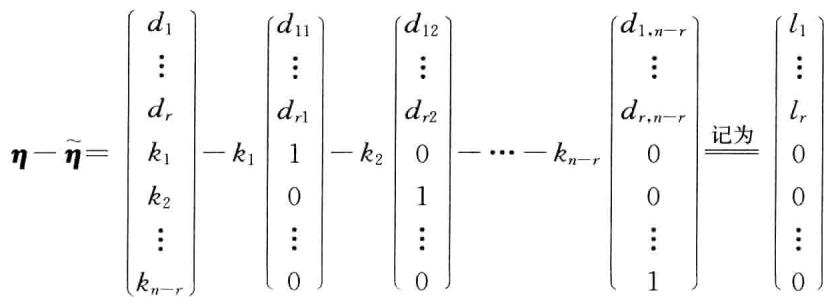 $$\boldsymbol{\eta}-\tilde{\boldsymbol{\eta}}=\begin{pmatrix}d_1\\ \vdots\\ d_r\\ k_1\\ k_2\\ \vdots\\ k_{n-r}\end{pmatrix}-k_1\begin{pmatrix}d_{11}\\ \vdots\\ d_{r1}\\ 1\\ 0\\ \vdots\\ 0\end{pmatrix}-k_2\begin{pmatrix}d_{12}\\ \vdots\\ d_{r2}\\ 0\\ 1\\ \vdots\\ 0\end{pmatrix}-\cdots-k_{n-r}\begin{pmatrix}d_{1,n-r}\\ \vdots\\ d_{r,n-r}\\ 0\\ 0\\ \vdots\\ 1\end{pmatrix}\xlongequal{\text{记为}}\begin{pmatrix}l_1\\ \vdots\\ l_r\\ 0\\ 0\\ \vdots\\ 0\end{pmatrix}$$